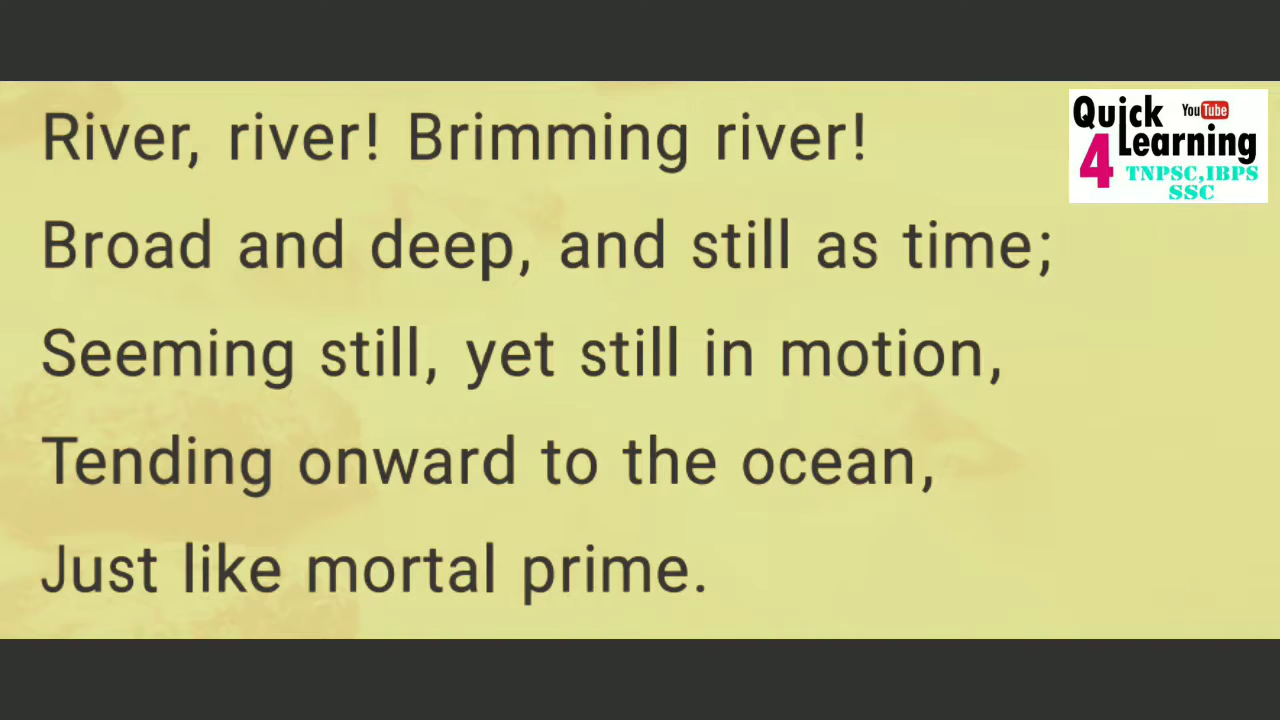 River, river! Brimming river!
Broad and deep, and still as time;
Seeming still, yet still in motion,
Tending onward to the ocean,
Just like mortal prime.
Quick YouTube
4 Learning
TNPSC,IBPS
SSC